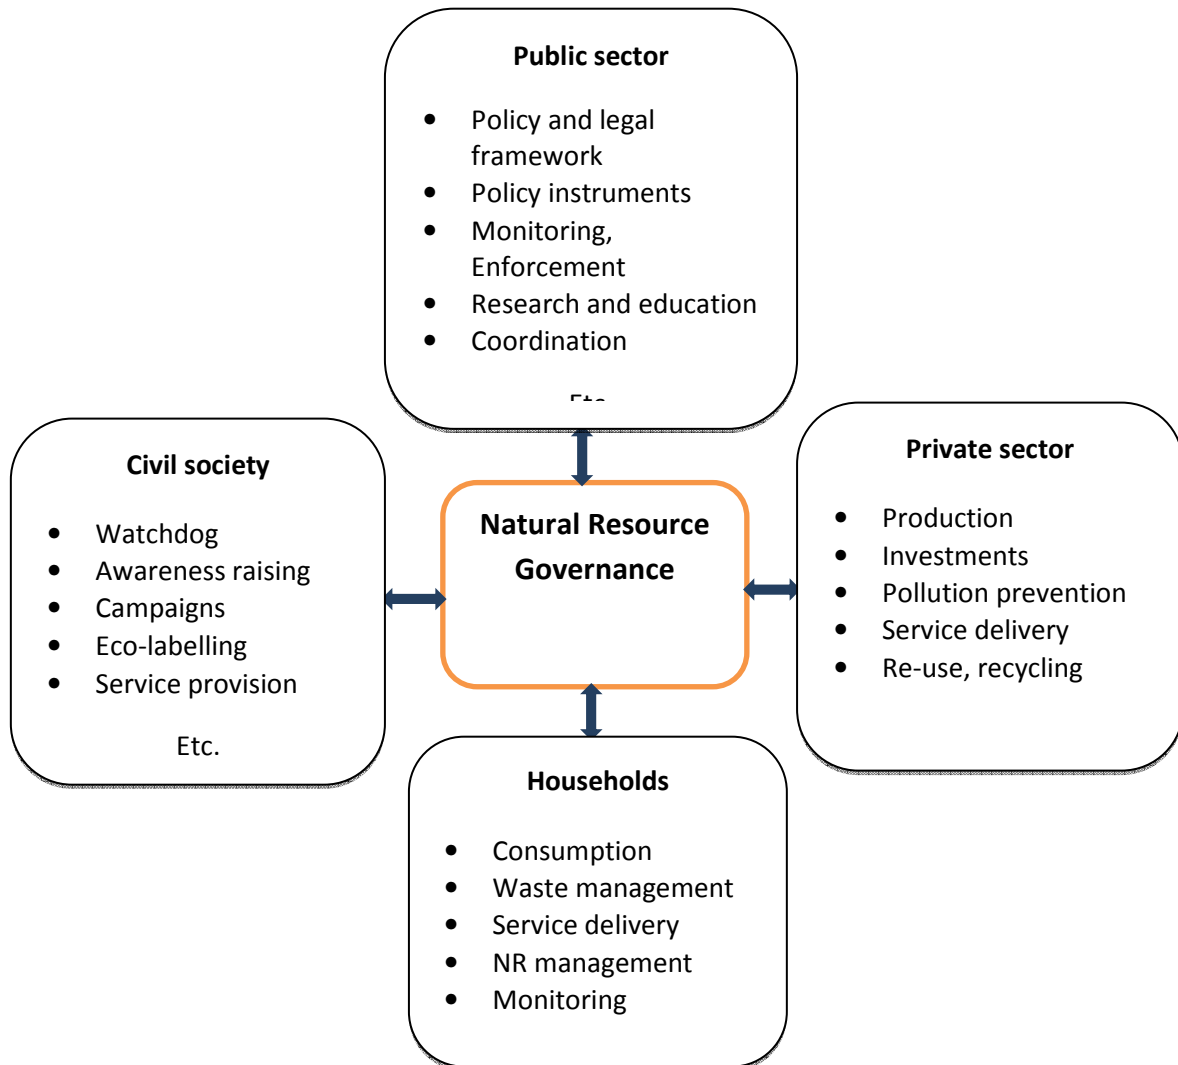 Public sector
• Policy and legal
framework
• Policy instruments
• Monitoring,
Enforcement
• Research and education
• Coordination
Civil society
• Watchdog
• Awareness raising
• Campaigns
• Eco-labelling
• Service provision
Etc.
Natural Resource
Governance
Private sector
• Production
• Investments
• Pollution prevention
• Service delivery
• Re-use, recycling
Households
• Consumption
• Waste management
• Service delivery
• NR management
• Monitoring